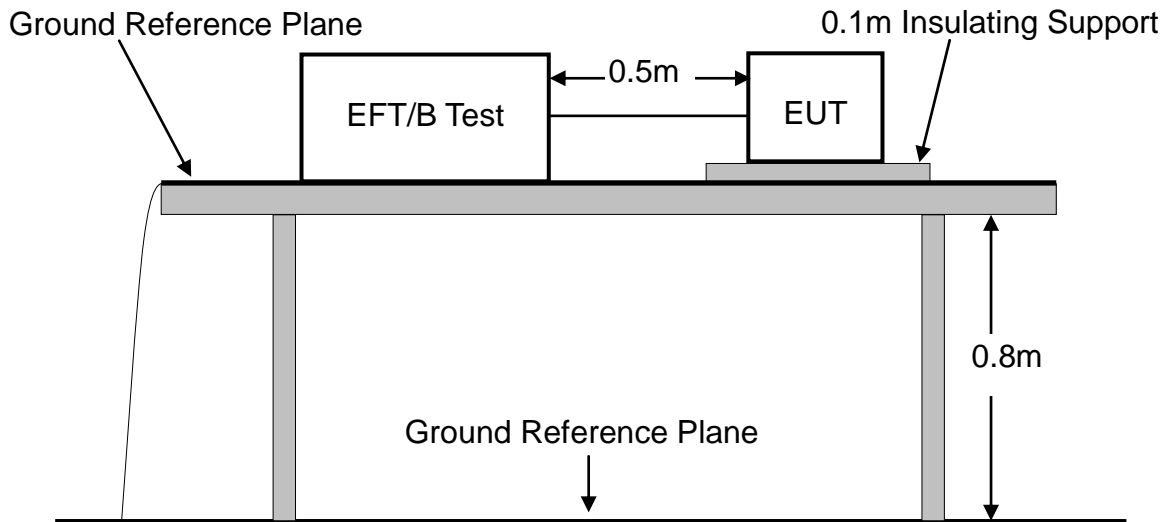 Ground Reference Plane
0.1m Insulating Support
0.5m
EFT/B Test
EUT
0.8m
Ground Reference Plane